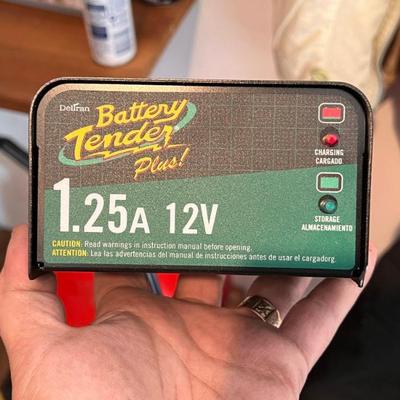 Deltran
Battery
Tender
Plus!
1.25A 12V
CHARGING
CARGADO
STORAGE
ALMACENAMIENTO
CAUTION: Read warnings in instruction manual before opening.
ATTENTION: Lea las advertencias del manual de instrucciones antes de usar el cargadorg.